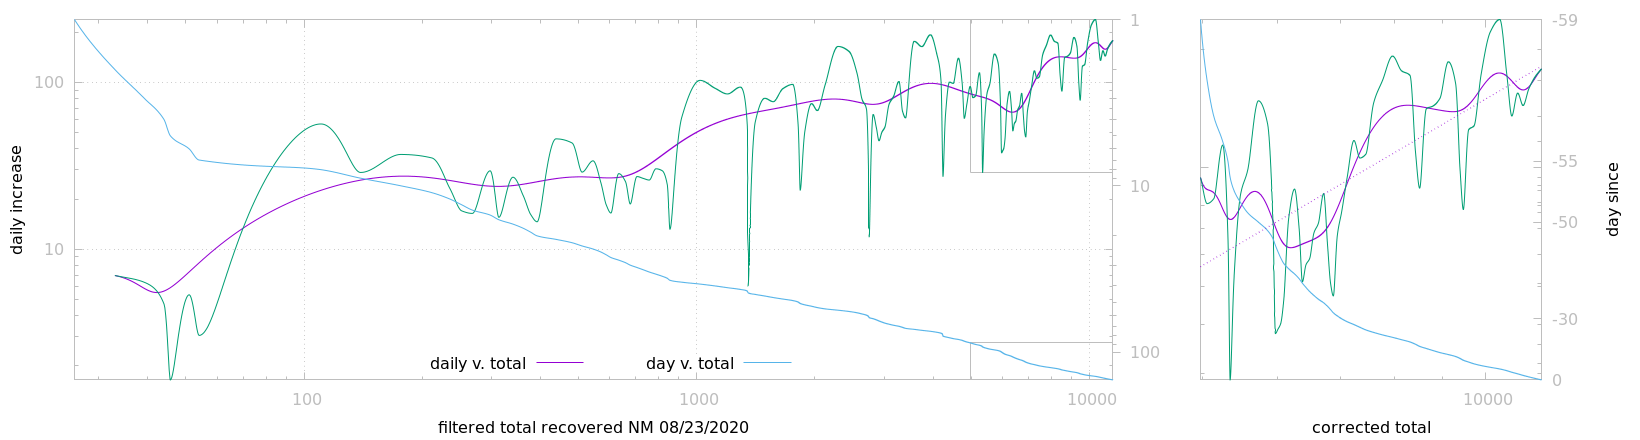 daily increase
100
10
1
10
100
daily v. total
day v. total
100
1000
10000
filtered total recovered NM 08/23/2020
-59
-55
-50
-30
0
day since
10000
corrected total